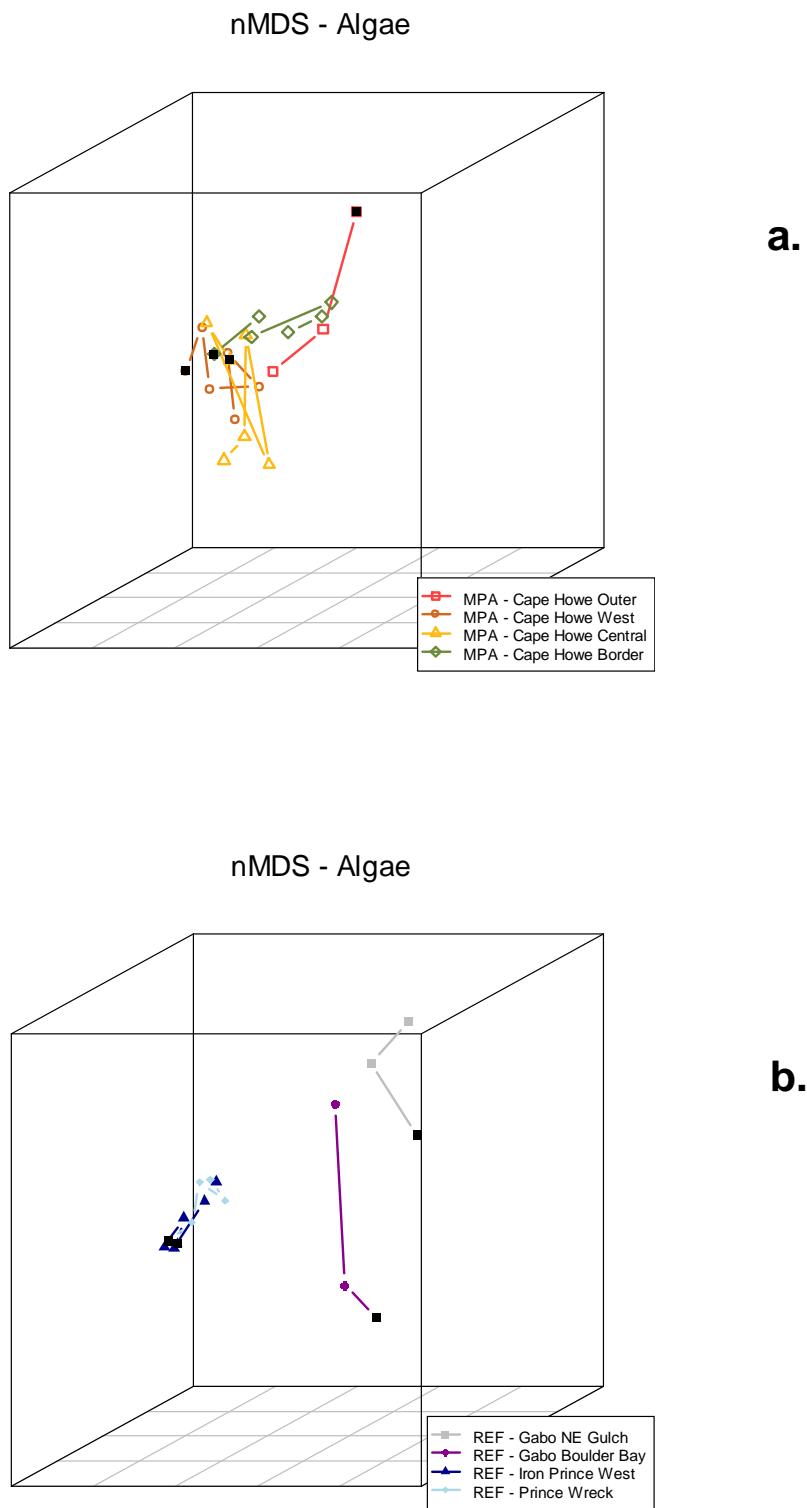 nMDS - Algae
a.
MPA - Cape Howe Outer
MPA - Cape Howe West
MPA - Cape Howe Central
MPA - Cape Howe Border
nMDS - Algae
b.
REF - Gabo NE Gulch
REF - Gabo Boulder Bay
REF - Iron Prince West
REF - Prince Wreck